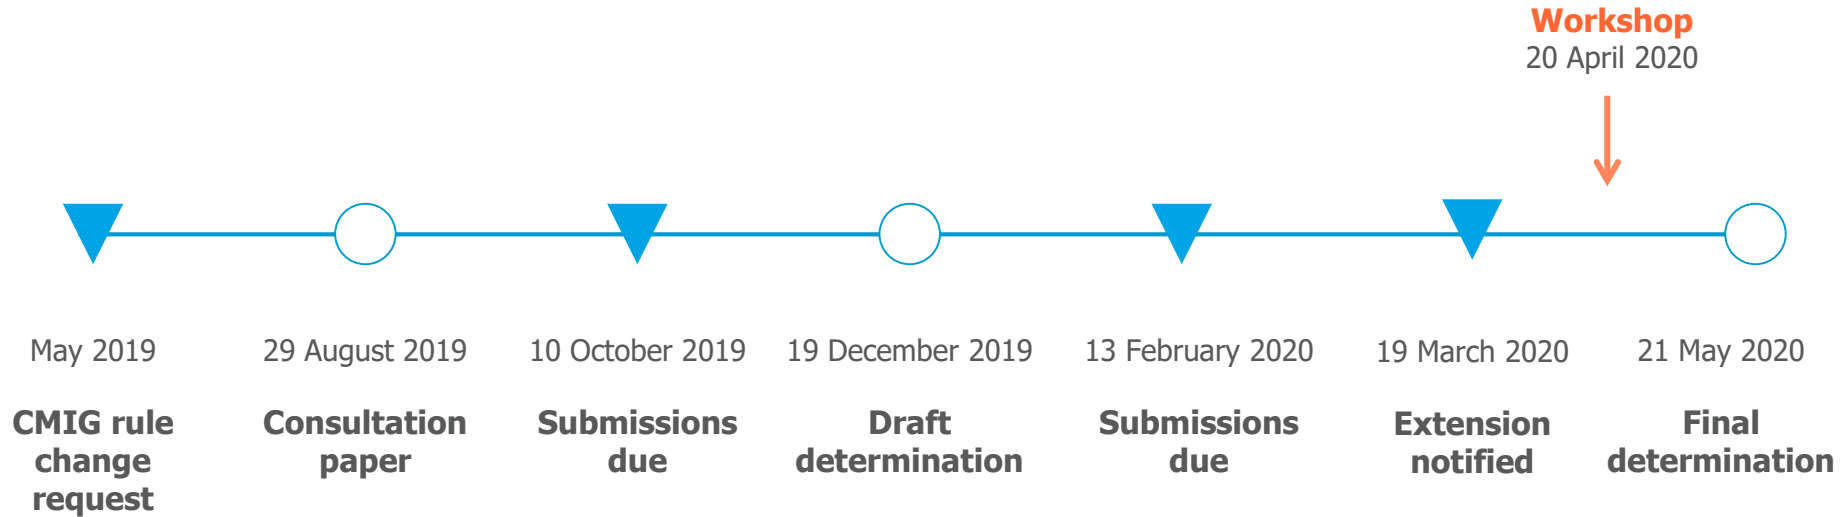 Workshop
20 April 2020
May 2019
29 August 2019
10 October 2019
19 December 2019
13 February 2020
19 March 2020
21 May 2020
CMIG rule
change
request
Consultation
paper
Submissions
due
Draft
determination
Submissions
due
Extension
notified
Final
determination